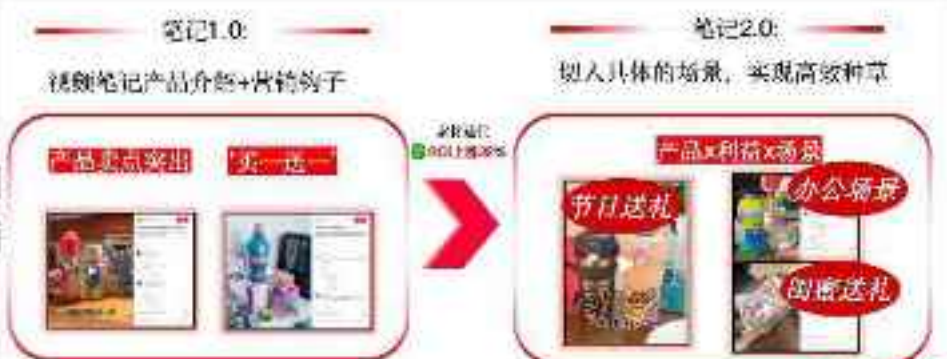 笔记1.0:
视频笔记产品介绍+营销钩子
产品卖点突出
"买一送一"
笔记2.0:
切入具体的场景，实现高效种草
产品x利益x场景
节日送礼
办公场景
闺蜜送礼